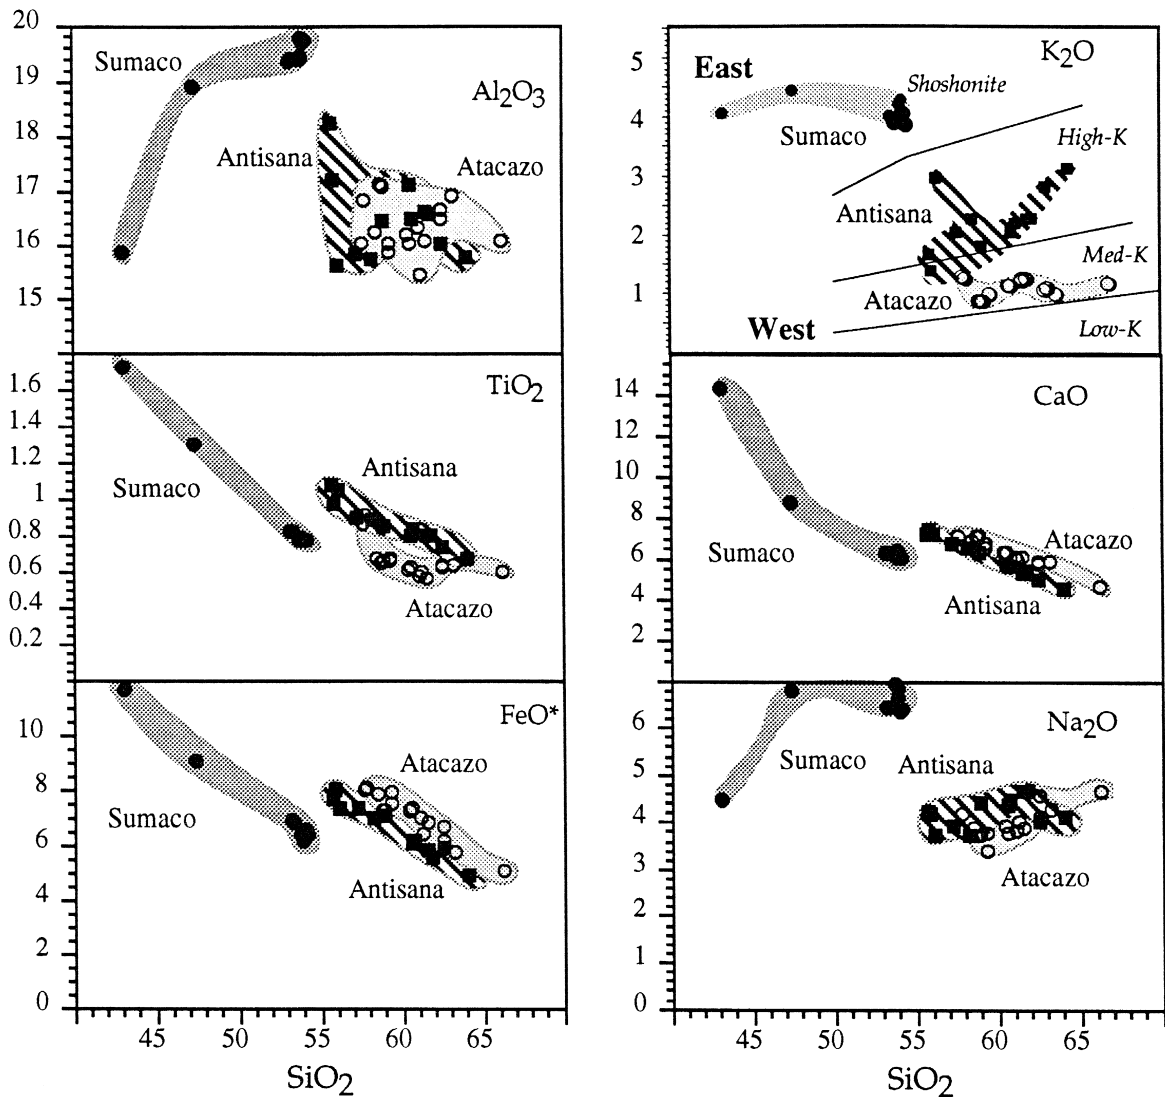 20
19
18
17
16
15
Sumaco
Al2O3
Antisana
Atacazo
5
4
3
2
1
K2O
East
Shoshonite
Sumaco
High-K
Antisana
Med-K
Atacazo
West
Low-K
1.6
1.4
1.2
1
0.8
0.6
0.4
0.2
TiO2
Antisana
Sumaco
Atacazo
14
12
10
8
6
4
2
CaO
Atacazo
Sumaco
Antisana
10
8
6
4
2
0
FeO*
Atacazo
Sumaco
Antisana
45 50 55 60 65
SiO2
6
5
4
3
2
1
0
Na2O
Sumaco
Antisana
Atacazo
45 50 55 60 65
SiO2